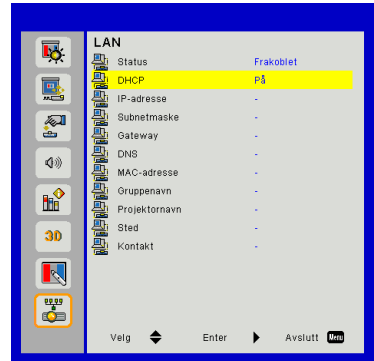 LAN
Status Frakoblet
DHCP På
IP-adresse -
Subnetmaske -
Gateway -
DNS -
MAC-adresse -
Gruppenavn -
Projektornavn -
Sted -
Kontakt -
3D
Velg Enter Avslutt Menu